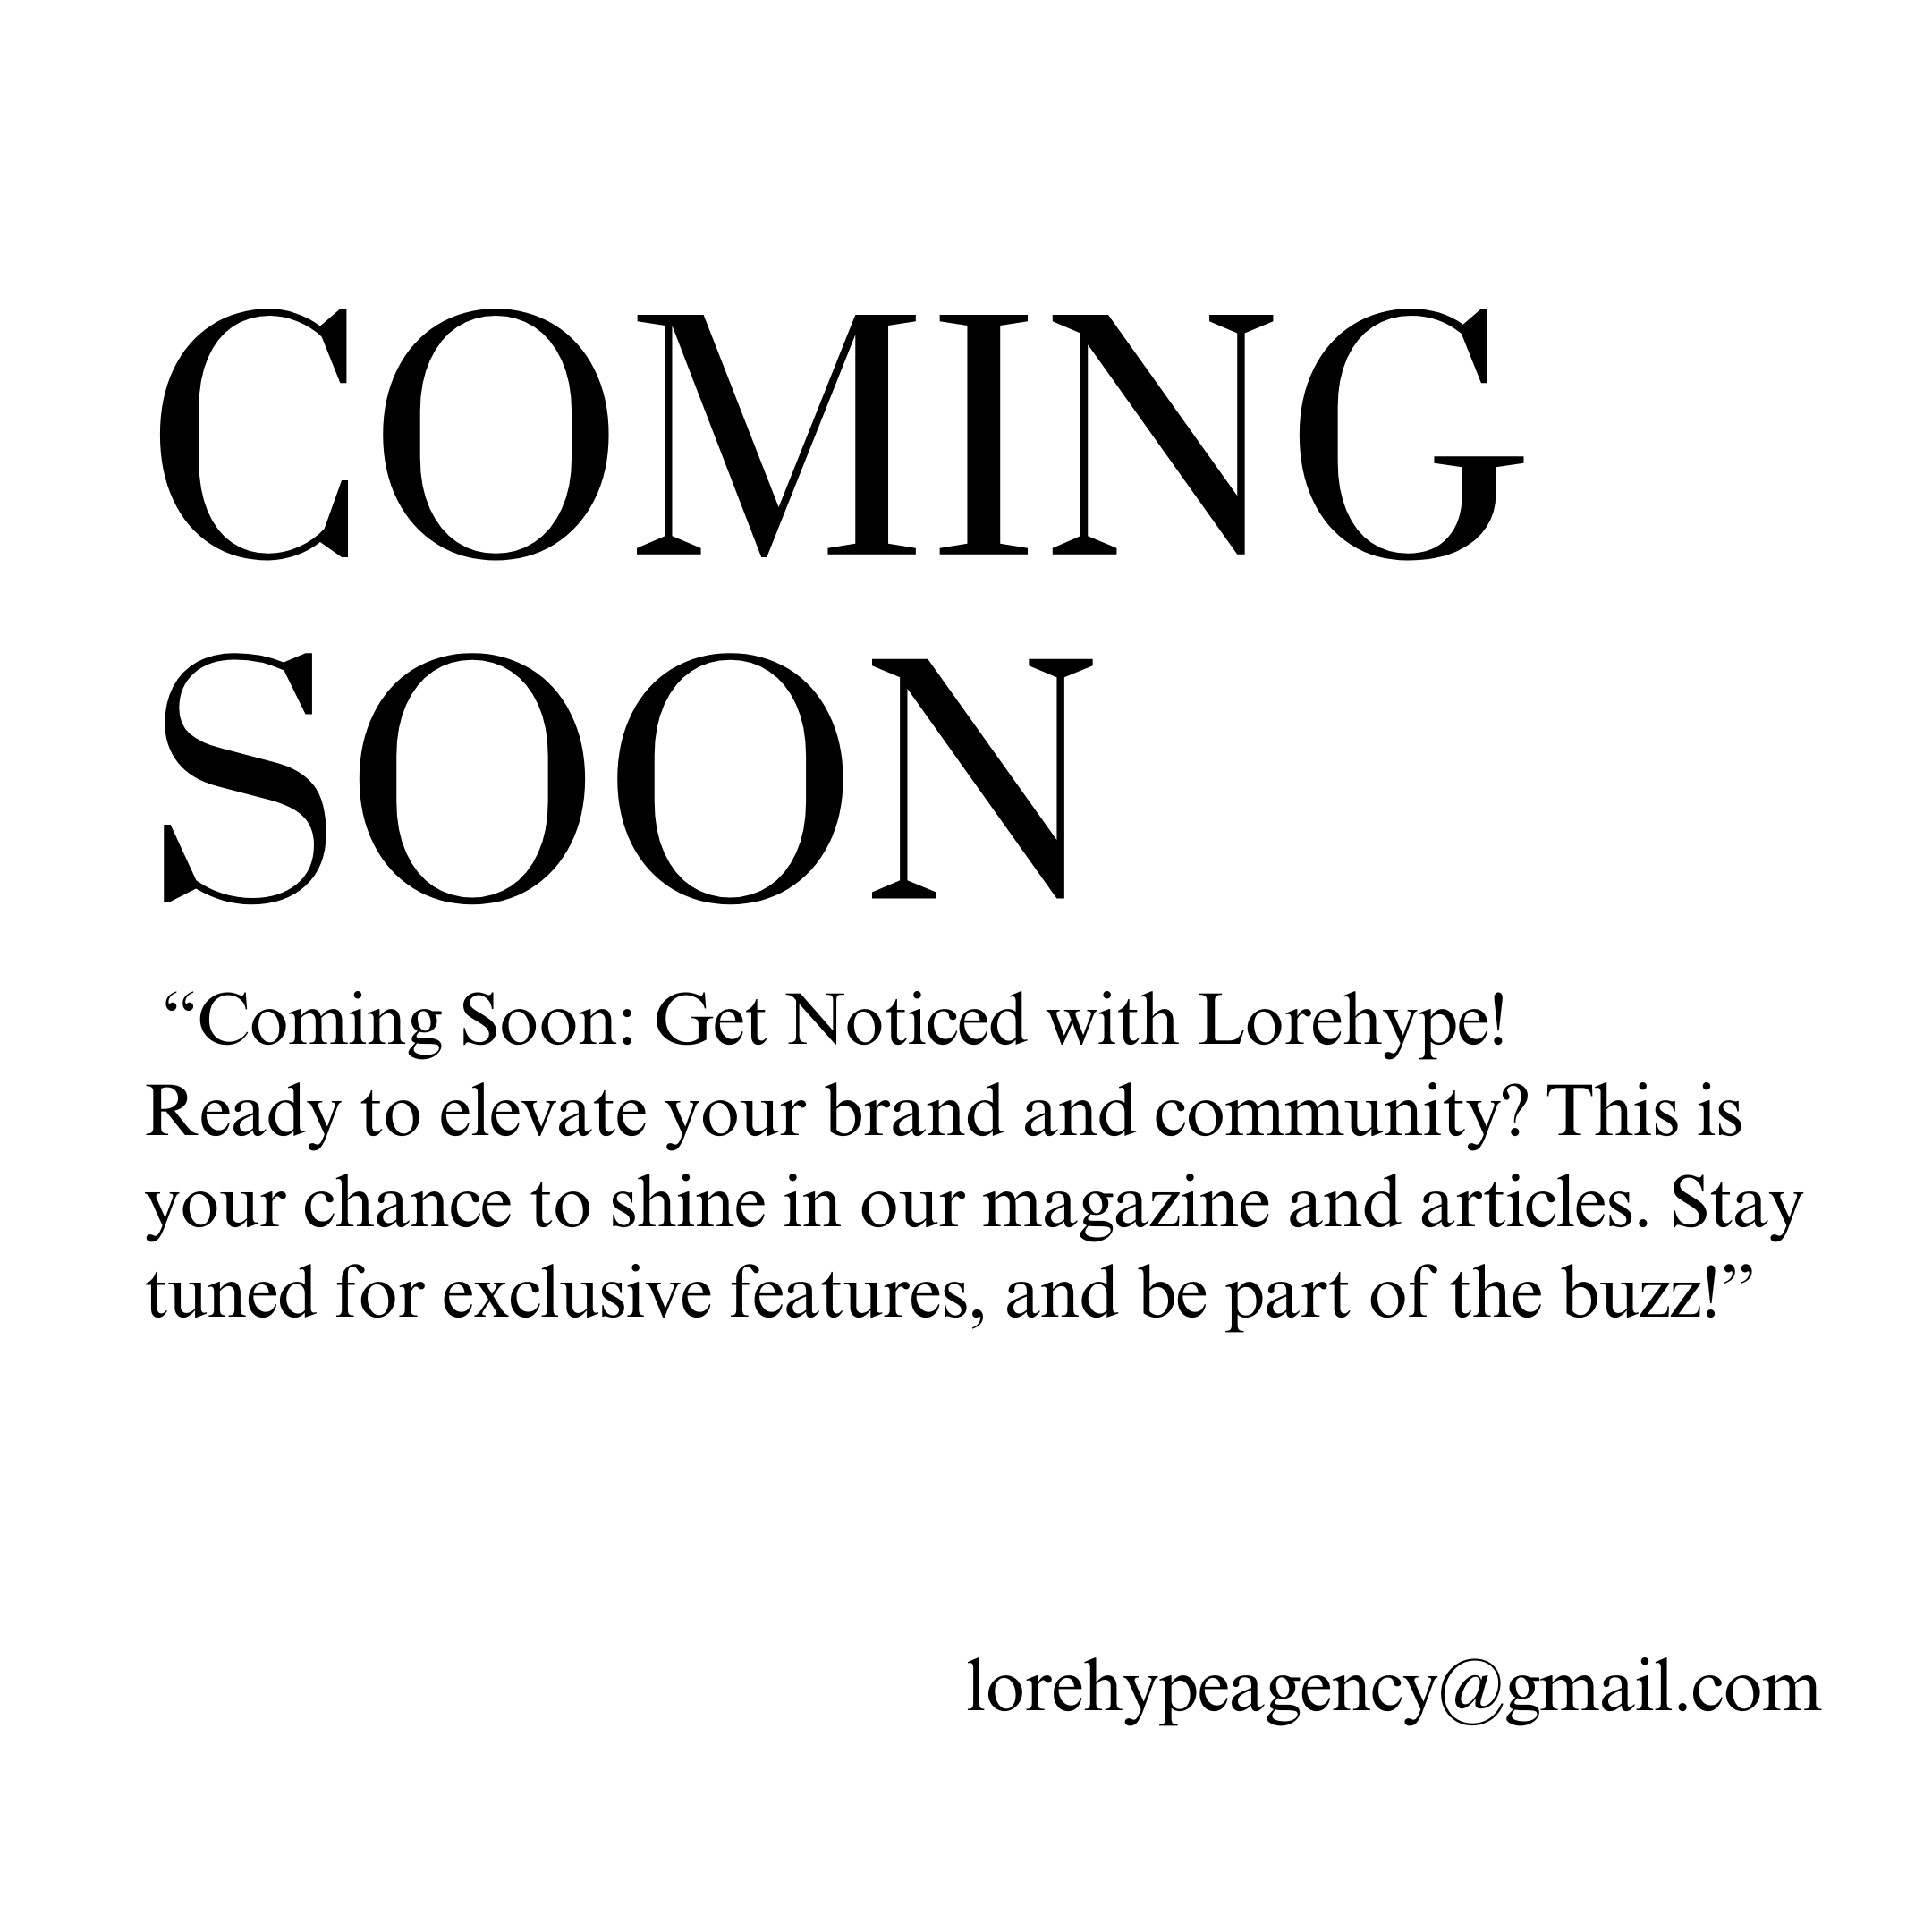 COMING
SOON
“Coming Soon: Get Noticed with Lorehype!
Ready to elevate your brand and community? This is
your chance to shine in our magazine and articles. Stay
tuned for exclusive features, and be part of the buzz!”
lorehypeagency@gmail.com